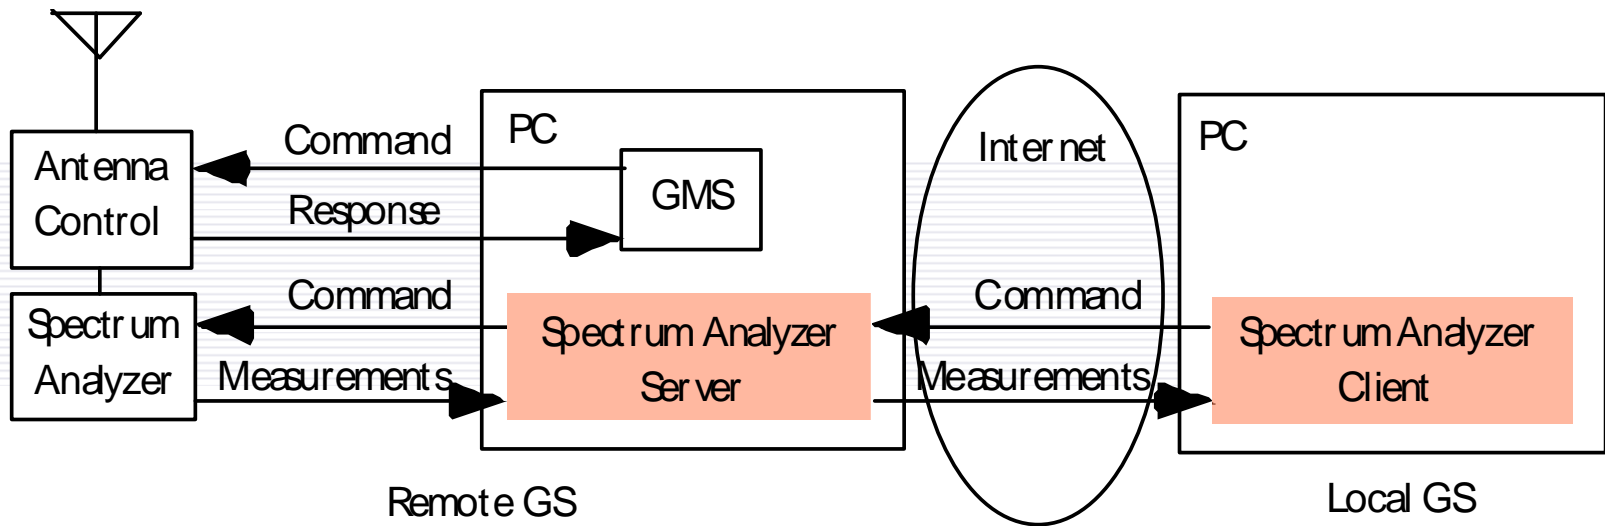 Command
PC
Internet
PC
Antenna
Control
GMS
Response
Command
Command
Spectrum
Analyzer
Spectrum Analyzer
Server
Spectrum Analyzer
Client
Measurements
Measurements
Remote GS
Local GS